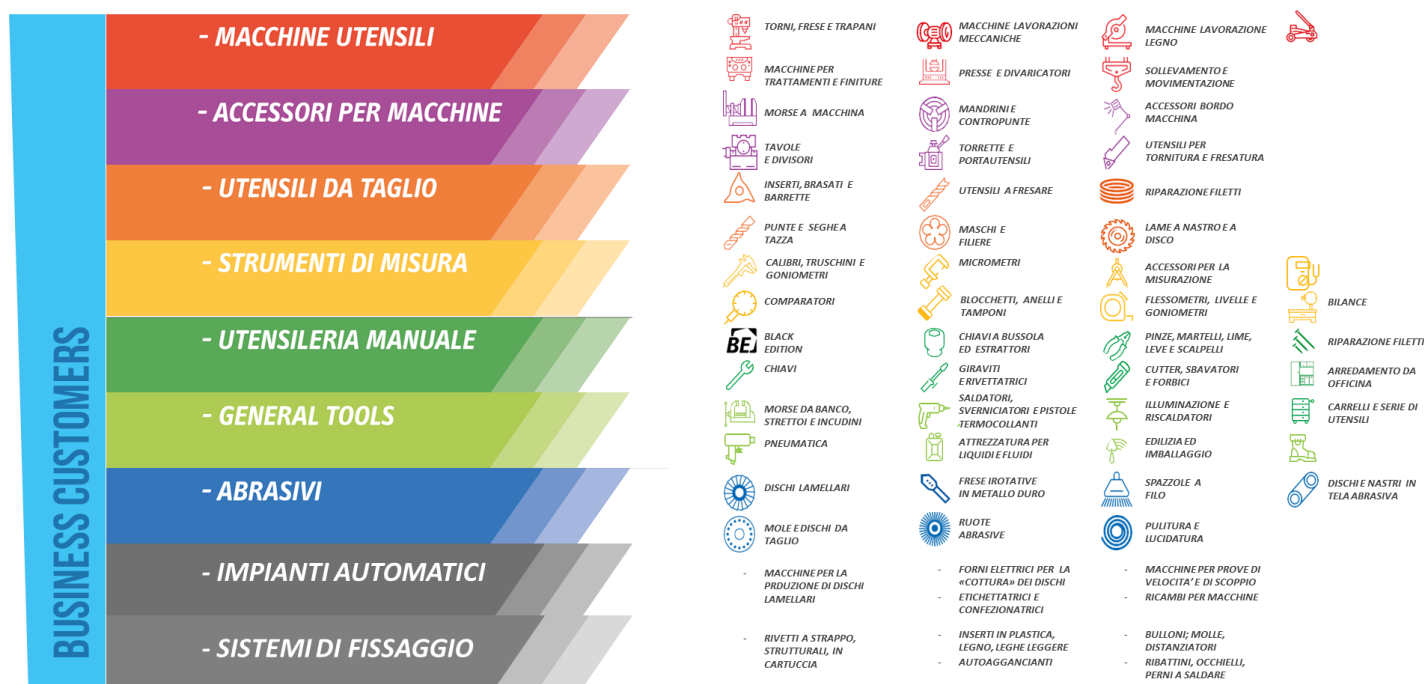 BUSINESS CUSTOMERS
- MACCHINE UTENSILI
- ACCESSORI PER MACCHINE
- UTENSILI DA TAGLIO
- STRUMENTI DI MISURA
- UTENSILERIA MANUALE
- GENERAL TOOLS
- ABRASIVI
- IMPIANTI AUTOMATICI
- SISTEMI DI FISSAGGIO
TORNI, FRESE E TRAPANI
MACCHINE LAVORAZIONI
MECCANICHE
MACCHINE LAVORAZIONE
LEGNO
MACCHINE PER
TRATTAMENTI E FINITURE
PRESSE E DIVARICATORI
SOLLEVAMENTO E
MOVIMENTAZIONE
MORSE A MACCHINA
MANDRINI E
CONTROPUNTE
ACCESSORI BORDO
MACCHINA
TAVOLE
E DIVISORI
TORRETTE E
PORTAUTENSILI
UTENSILI PER
TORNITURA E FRESATURA
INSERTI, BRASATI E
BARRETTE
UTENSILI A FRESARE
RIPARAZIONE FILETTI
PUNTE E SEGHE A
TAZZA
MASCHI E
FILIERE
LAME A NASTRO E A
DISCO
CALIBRI, TRUSCHINI E
GONIOMETRI
MICROMETRI
ACCESSORI PER LA
MISURAZIONE
COMPARATORI
BLOCCHETTI, ANELLI E
TAMPONI
FLESSOMETRI, LIVELLE E
GONIOMETRI
BILANCE
BE
BLACK
EDITION
CHIAVI A BUSSOLA
ED ESTRATTORI
PINZE, MARTELLI, LIME,
LEVE E SCALPELLI
RIPARAZIONE FILETTI
CHIAVI
GIRAVITI
E RIVETTATRICI
CUTTER, SBAVATORI
E FORBICI
ARREDAMENTO DA
OFFICINA
MORSE DA BANCO,
STRETTOI E INCUDINI
SALDATORI,
SVERNICIATORI E PISTOLE
TERMOCOLLANTI
ILLUMINAZIONE E
RISCALDATORI
CARRELLI E SERIE DI
UTENSILI
PNEUMATICA
ATTREZZATURA PER
LIQUIDI E FLUIDI
EDILIZIA ED
IMBALLAGGIO
DISCHI LAMELLARI
FRESE IROTATIVE
IN METALLO DURO
SPAZZOLE A
FILO
DISCHI E NASTRI IN
TELA ABRASIVA
MOLE E DISCHI DA
TAGLIO
RUOTE
ABRASIVE
PULITURA E
LUCIDATURA
- MACCHINE PER LA
PRDUZIONE DI DISCHI
LAMELLARI
- FORNI ELETTRICI PER LA
«COTTURA» DEI DISCHI
- ETICHETTATRICI E
CONFEZIONATRICI
- MACCHINE PER PROVE DI
VELOCITA' E DI SCOPPIO
- RICAMBI PER MACCHINE
- RIVETTI A STRAPPO,
STRUTTURALI, IN
CARTUCCIA
- INSERTI IN PLASTICA,
LEGNO, LEGHE LEGGERE
- AUTOAGGANCIANTI
- BULLONI; MOLLE,
DISTANZIATORI
- RIBATTINI, OCCHIELLI,
PERNI A SALDARE